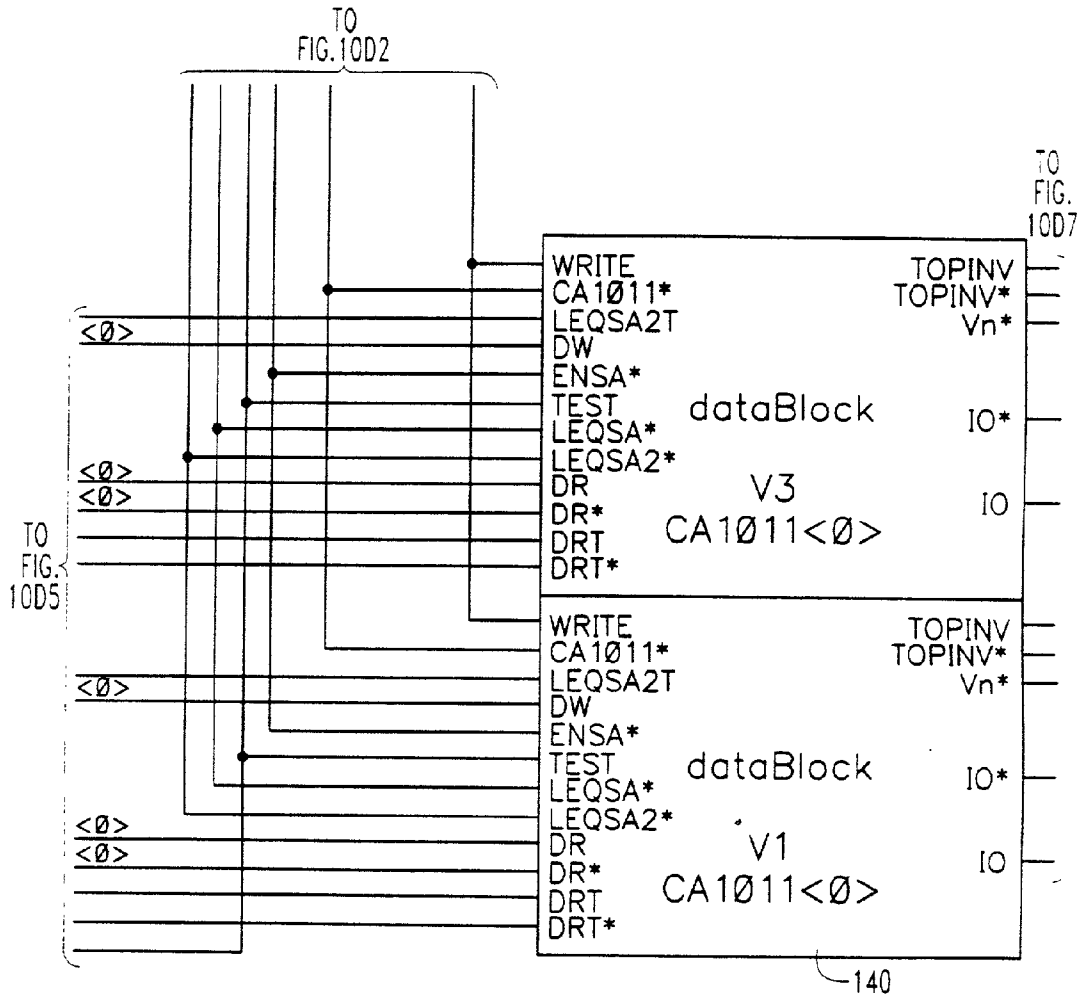 TO
FIG.10D2
TO
FIG.
10D7
WRITE
CA1Ø11*
LEQSA2T
<Ø>
DW
ENSA*
TEST
LEQSA*
LEQSA2*
<Ø>
DR
<Ø>
DR*
DRT
DRT*
dataBlock
V3
CA1Ø11<Ø>
TOPINV
TOPINV*
Vn*
IO*
IO
TO
FIG.
10D5
WRITE
CA1Ø11*
LEQSA2T
<Ø>
DW
ENSA*
TEST
LEQSA*
LEQSA2*
<Ø>
DR
<Ø>
DR*
DRT
DRT*
dataBlock
V1
CA1Ø11<Ø>
TOPINV
TOPINV*
Vn*
IO*
IO
140